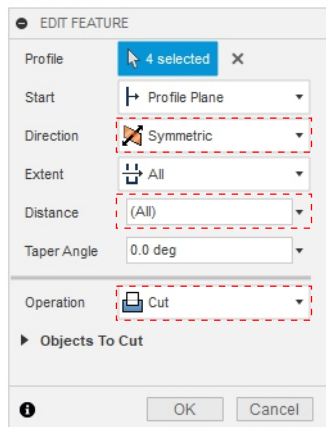 EDIT FEATURE
Profile 4 selected
Start Profile Plane
Direction Symmetric
Extent All
Distance (All)
Taper Angle 0.0 deg
Operation Cut
Objects To Cut
OK Cancel